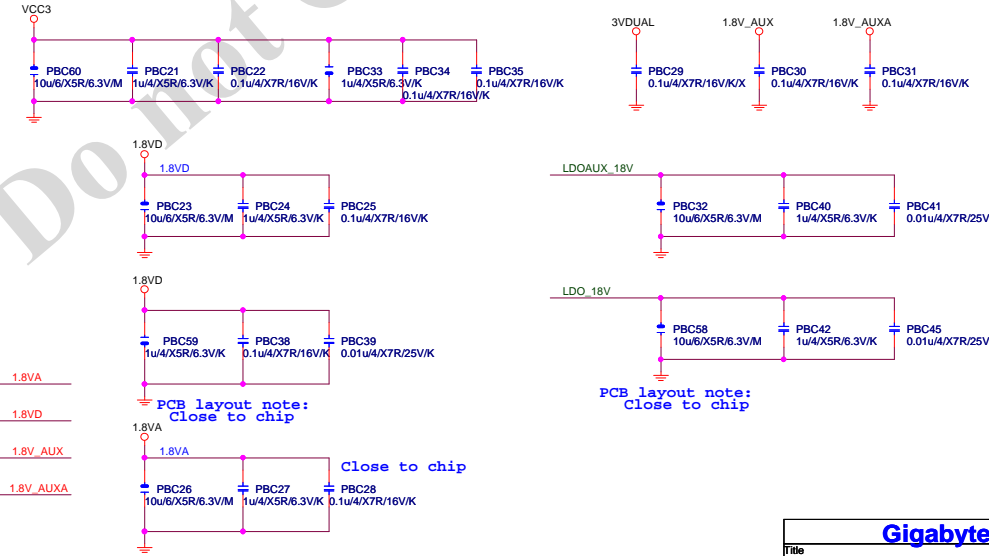 VCC3
PBC60
10u/6/X5R/6.3V/M
PBC21
1u/4/X5R/6.3V/K
PBC22
0.1u/4/X7R/16V/K
PBC33
1u/4/X5R/6.3V/K
PBC34
0.1u/4/X7R/16V/K
PBC35
0.1u/4/X7R/16V/K
3VDUAL
PBC29
0.1u/4/X7R/16V/K/X
1.8V_AUX
PBC30
0.1u/4/X7R/16V/K
1.8V_AUXA
PBC31
0.1u/4/X7R/16V/K
Do not
1.8VD
1.8VD
PBC23
10u/6/X5R/6.3V/M
PBC24
1u/4/X5R/6.3V/K
PBC25
0.1u/4/X7R/16V/K
LDOAUX_18V
PBC32
10u/6/X5R/6.3V/M
PBC40
1u/4/X5R/6.3V/K
PBC41
0.01u/4/X7R/25V
1.8VD
PBC59
1u/4/X5R/6.3V/K
PBC38
0.1u/4/X7R/16V/K
PBC39
0.01u/4/X7R/25V/K
PCB layout note:
Close to chip
LDO_18V
PBC58
10u/6/X5R/6.3V/M
PBC42
1u/4/X5R/6.3V/K
PBC45
0.01u/4/X7R/25V
PCB layout note:
Close to chip
1.8VA
1.8VD
1.8V_AUX
1.8V_AUXA
1.8VA
1.8VA
Close to chip
PBC26
10u/6/X5R/6.3V/M
PBC27
1u/4/X5R/6.3V/K
PBC28
0.1u/4/X7R/16V/K
Gigabyte
Title